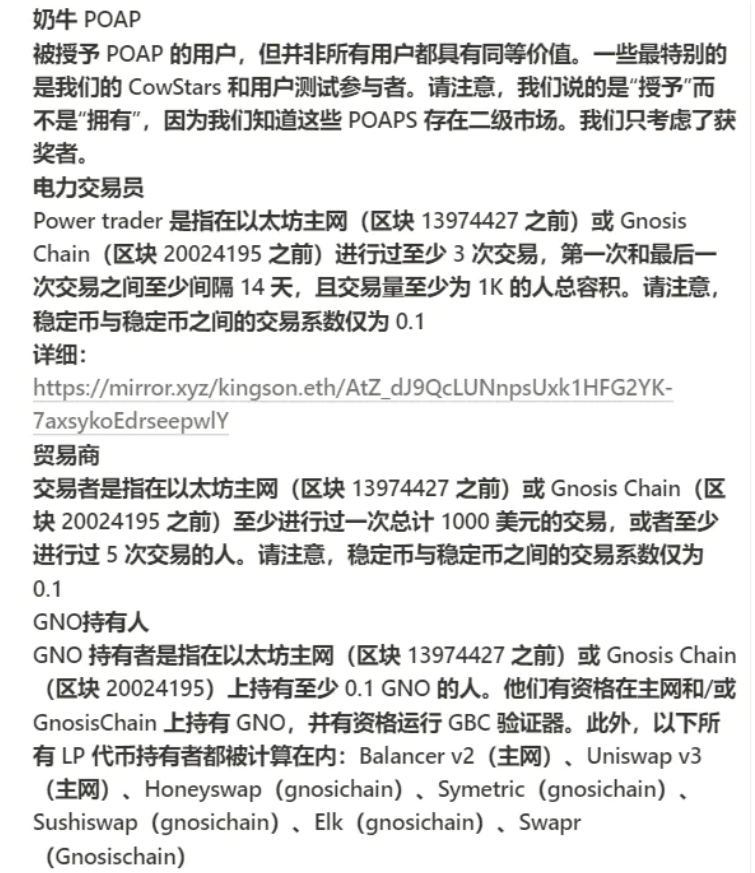 奶牛 POAP
被授予 POAP 的用户，但并非所有用户都具有同等价值。一些最特别的
是我们的 CowStars 和用户测试参与者。请注意，我们说的是“授予”而
不是“拥有”，因为我们知道这些 POAPS 存在二级市场。我们只考虑了获
奖者。
电力交易员
Power trader 是指在以太坊主网（区块 13974427 之前）或 Gnosis
Chain（区块 20024195 之前）进行过至少 3 次交易，第一次和最后一
次交易之间至少间隔 14 天，且交易量至少为 1K 的人总容积。请注意，
稳定币与稳定币之间的交易系数仅为 0.1
详细：
https://mirror.xyz/kingson.eth/AtZ_dJ9QcLUNnpsUxk1HFG2YK-
7axsykoEdrseepwlY
贸易商
交易者是指在以太坊主网（区块 13974427 之前）或 Gnosis Chain（区
块 20024195 之前）至少进行过一次总计 1000 美元的交易，或者至少
进行过 5 次交易的人。请注意，稳定币与稳定币之间的交易系数仅为
0.1
GNO持有人
GNO 持有者是指在以太坊主网（区块 13974427 之前）或 Gnosis Chain
（区块 20024195）上持有至少 0.1 GNO 的人。他们有资格在主网和/或
GnosisChain 上持有 GNO，并有资格运行 GBC 验证器。此外，以下所
有 LP 代币持有者都被计算在内：Balancer v2（主网）、Uniswap v3
（主网）、Honeyswap（gnosichain）、Symetric（gnosichain）、
Sushiswap（gnosichain）、Elk（gnosichain）、Swapr
（Gnosischain）